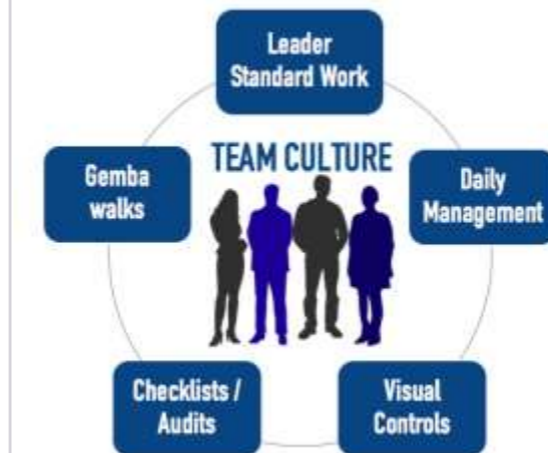 Leader
Standard Work
TEAM CULTURE
Gemba
walks
Daily
Management
Checklists /
Audits
Visual
Controls